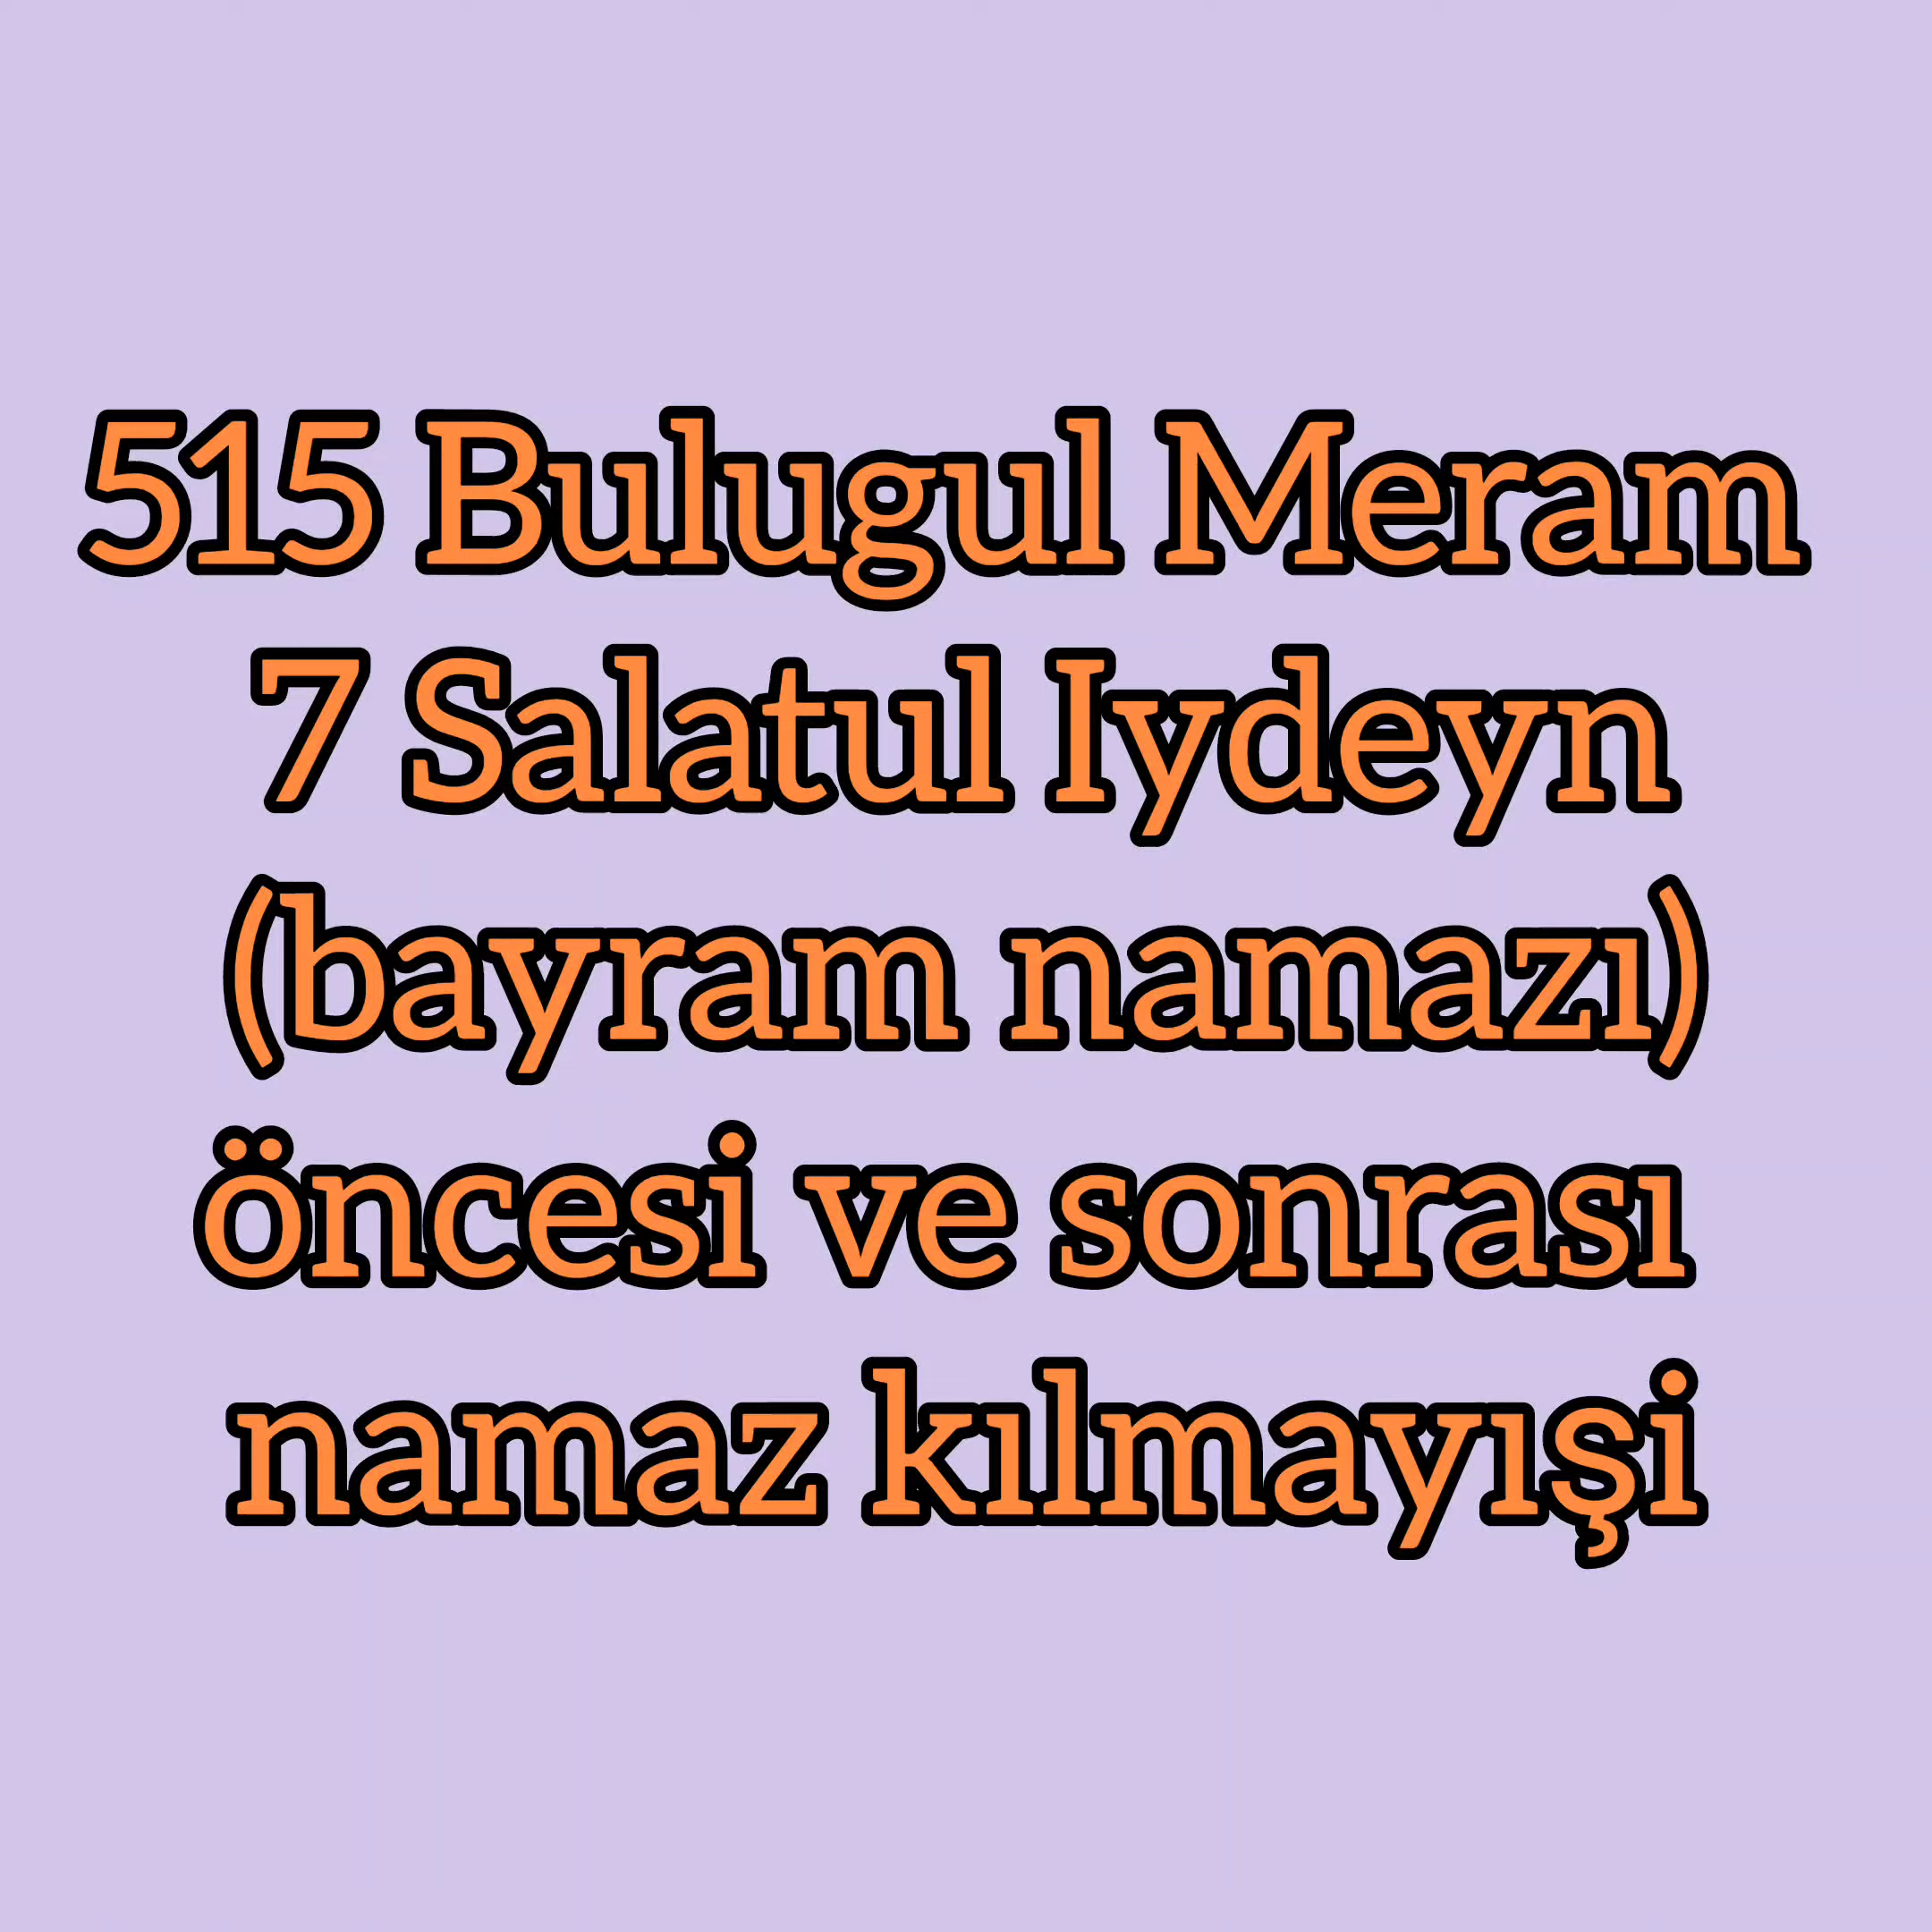 515 Bulugul Meram
7 Salatul Iydeyn
(bayram namazı)
öncesi ve sonrası
namaz kılmayışi